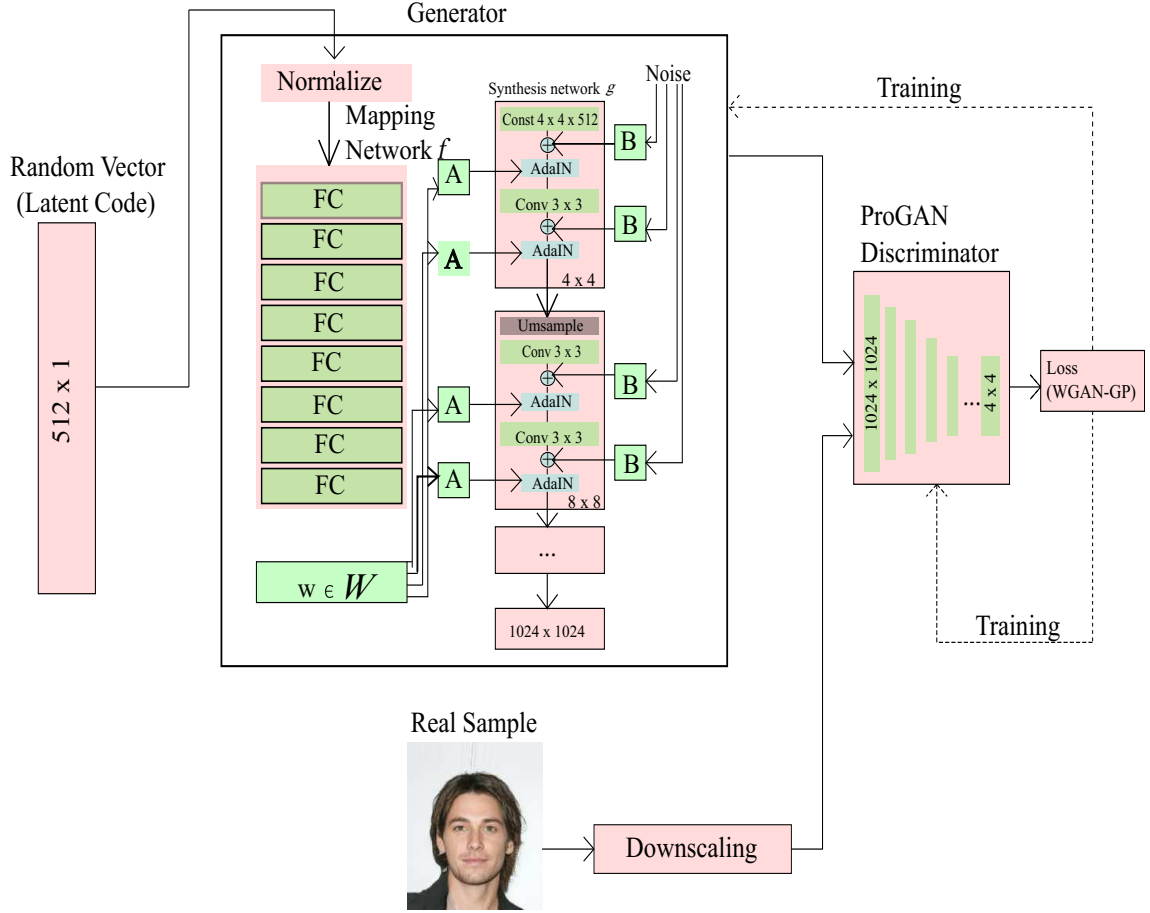 Generator
Normalize
Mapping
Network f
Random Vector
(Latent Code)
512 x 1
FC
FC
FC
FC
FC
FC
FC
FC
w ∈ W
A
A
A
A
Synthesis network g
Const 4 x 4 x 512
AdaIN
Conv 3 x 3
AdaIN
4 x 4
Umsample
Conv 3 x 3
AdaIN
Conv 3 x 3
AdaIN
8 x 8
...
1024 x 1024
Noise
B
B
B
B
Training
ProGAN
Discriminator
1024 x 1024
...
4 x 4
Loss
(WGAN-GP)
Training
Real Sample
Downscaling